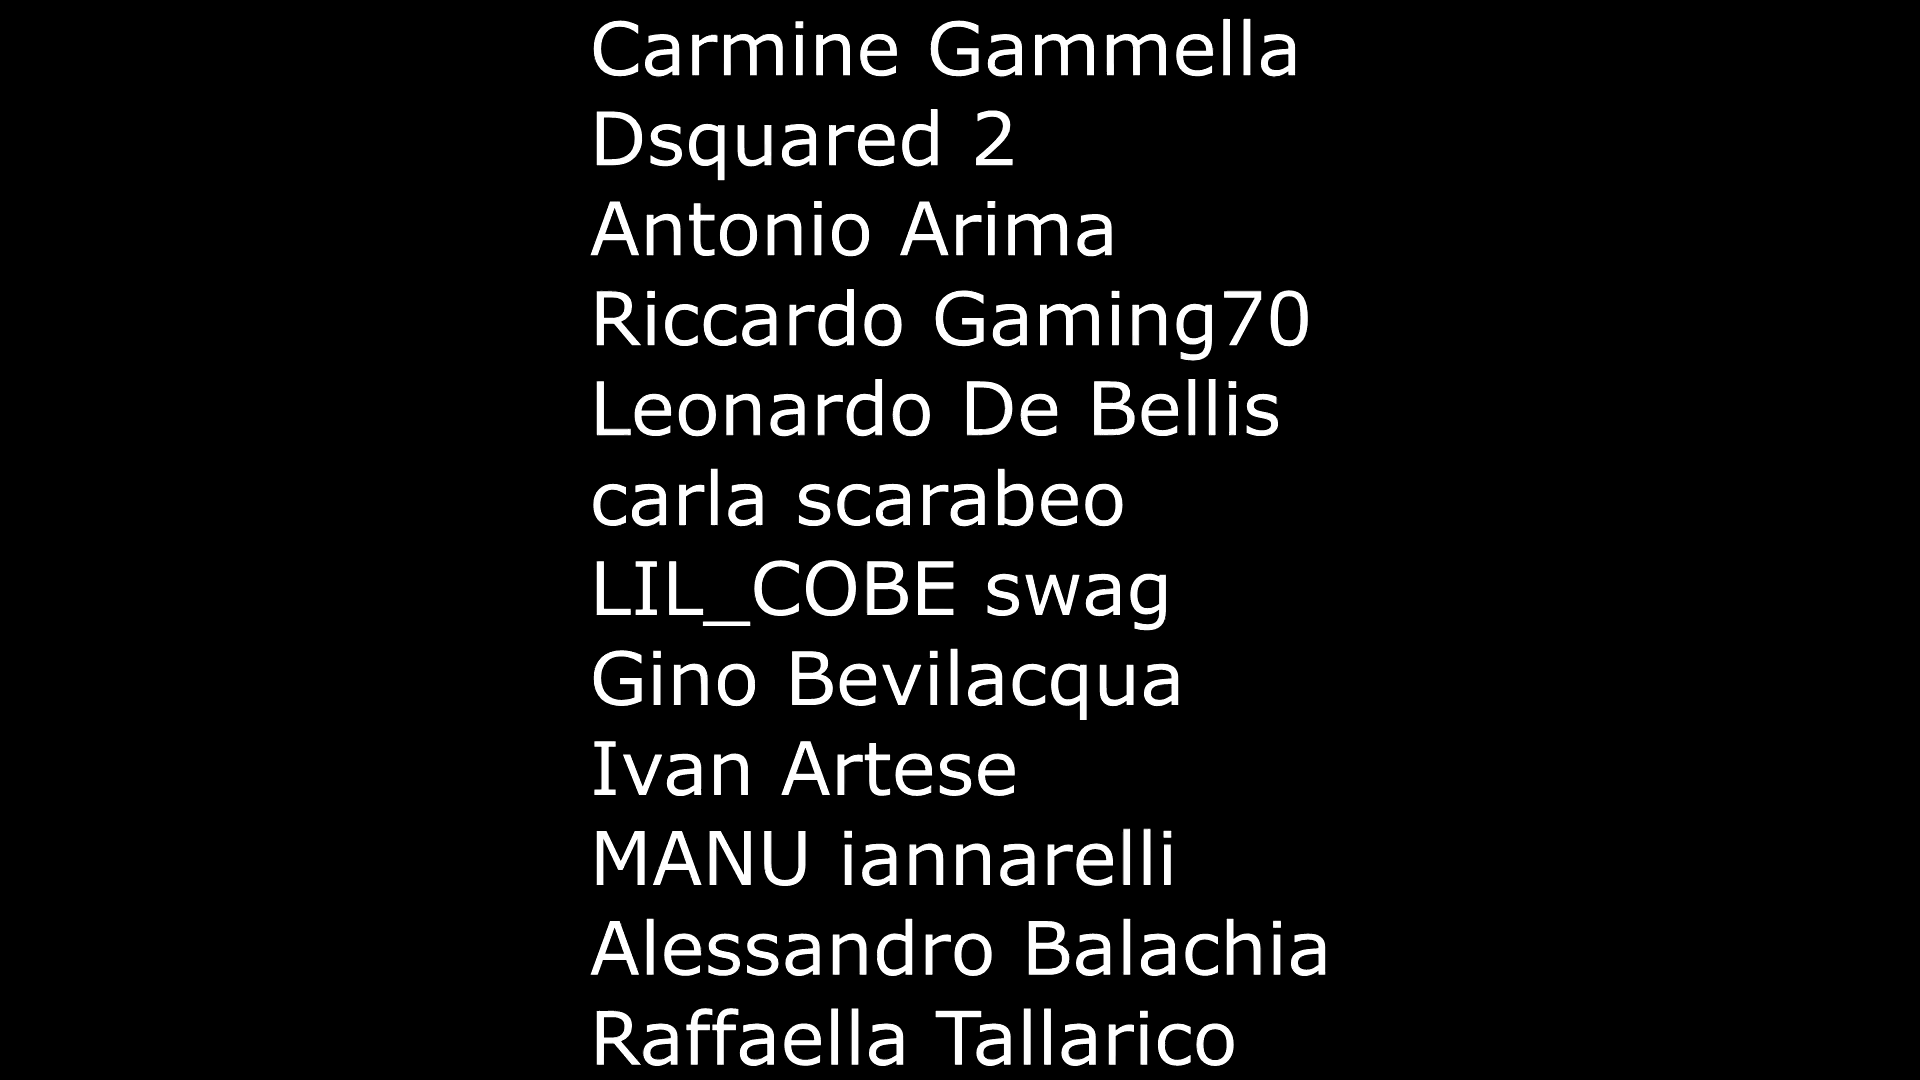 Carmine Gammella
Dsquared 2
Antonio Arima
Riccardo Gaming70
Leonardo De Bellis
carla scarabeo
LIL_COBE swag
Gino Bevilacqua
Ivan Artese
MANU iannarelli
Alessandro Balachia
Raffaella Tallarico